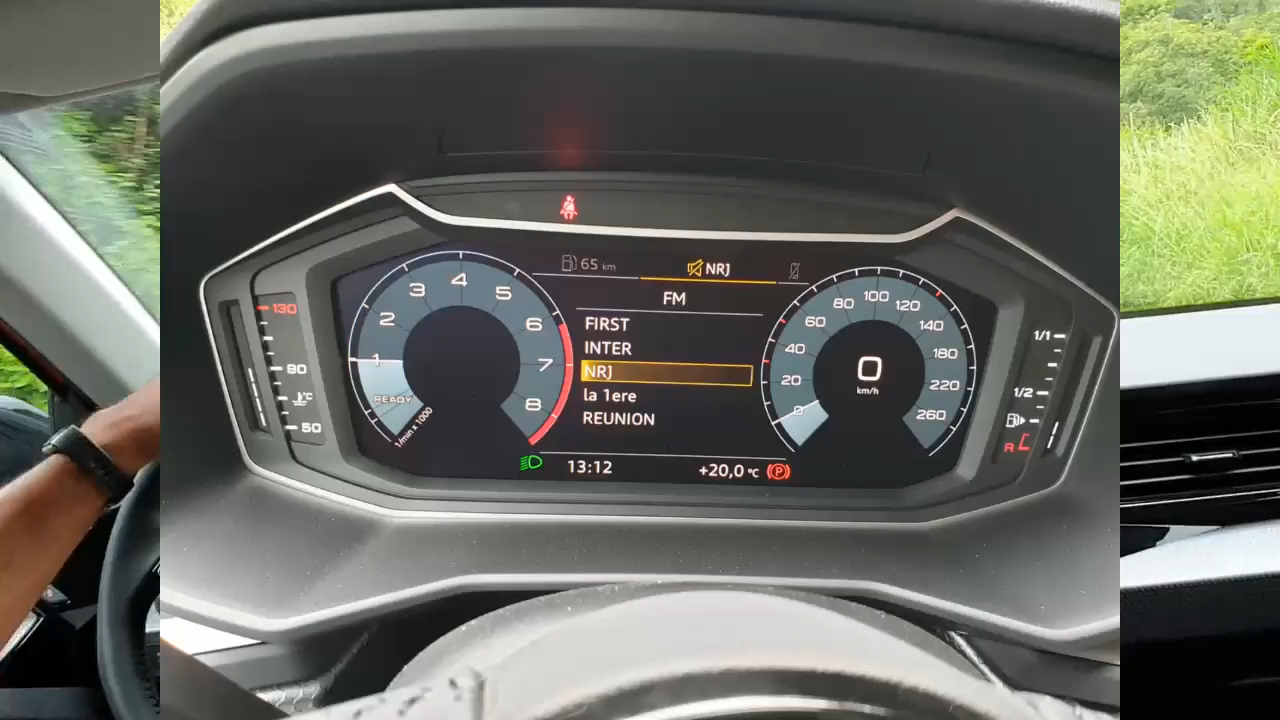 65 km
NRJ
FM
FIRST
INTER
NRJ
la 1ere
REUNION
13:12
+20,0 °C
P
1
2
3
4
5
6
7
8
READY
1/min x 1000
0
20
40
60
80
100
120
140
180
220
260
0
km/h
130
90
°C
50
1/1
1/2
R